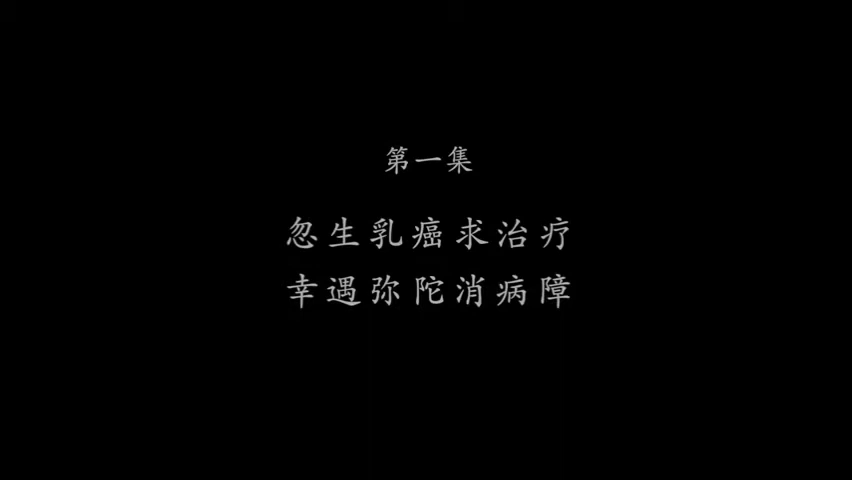 第一集
忽生乳癌求治疗
幸遇弥陀消病障